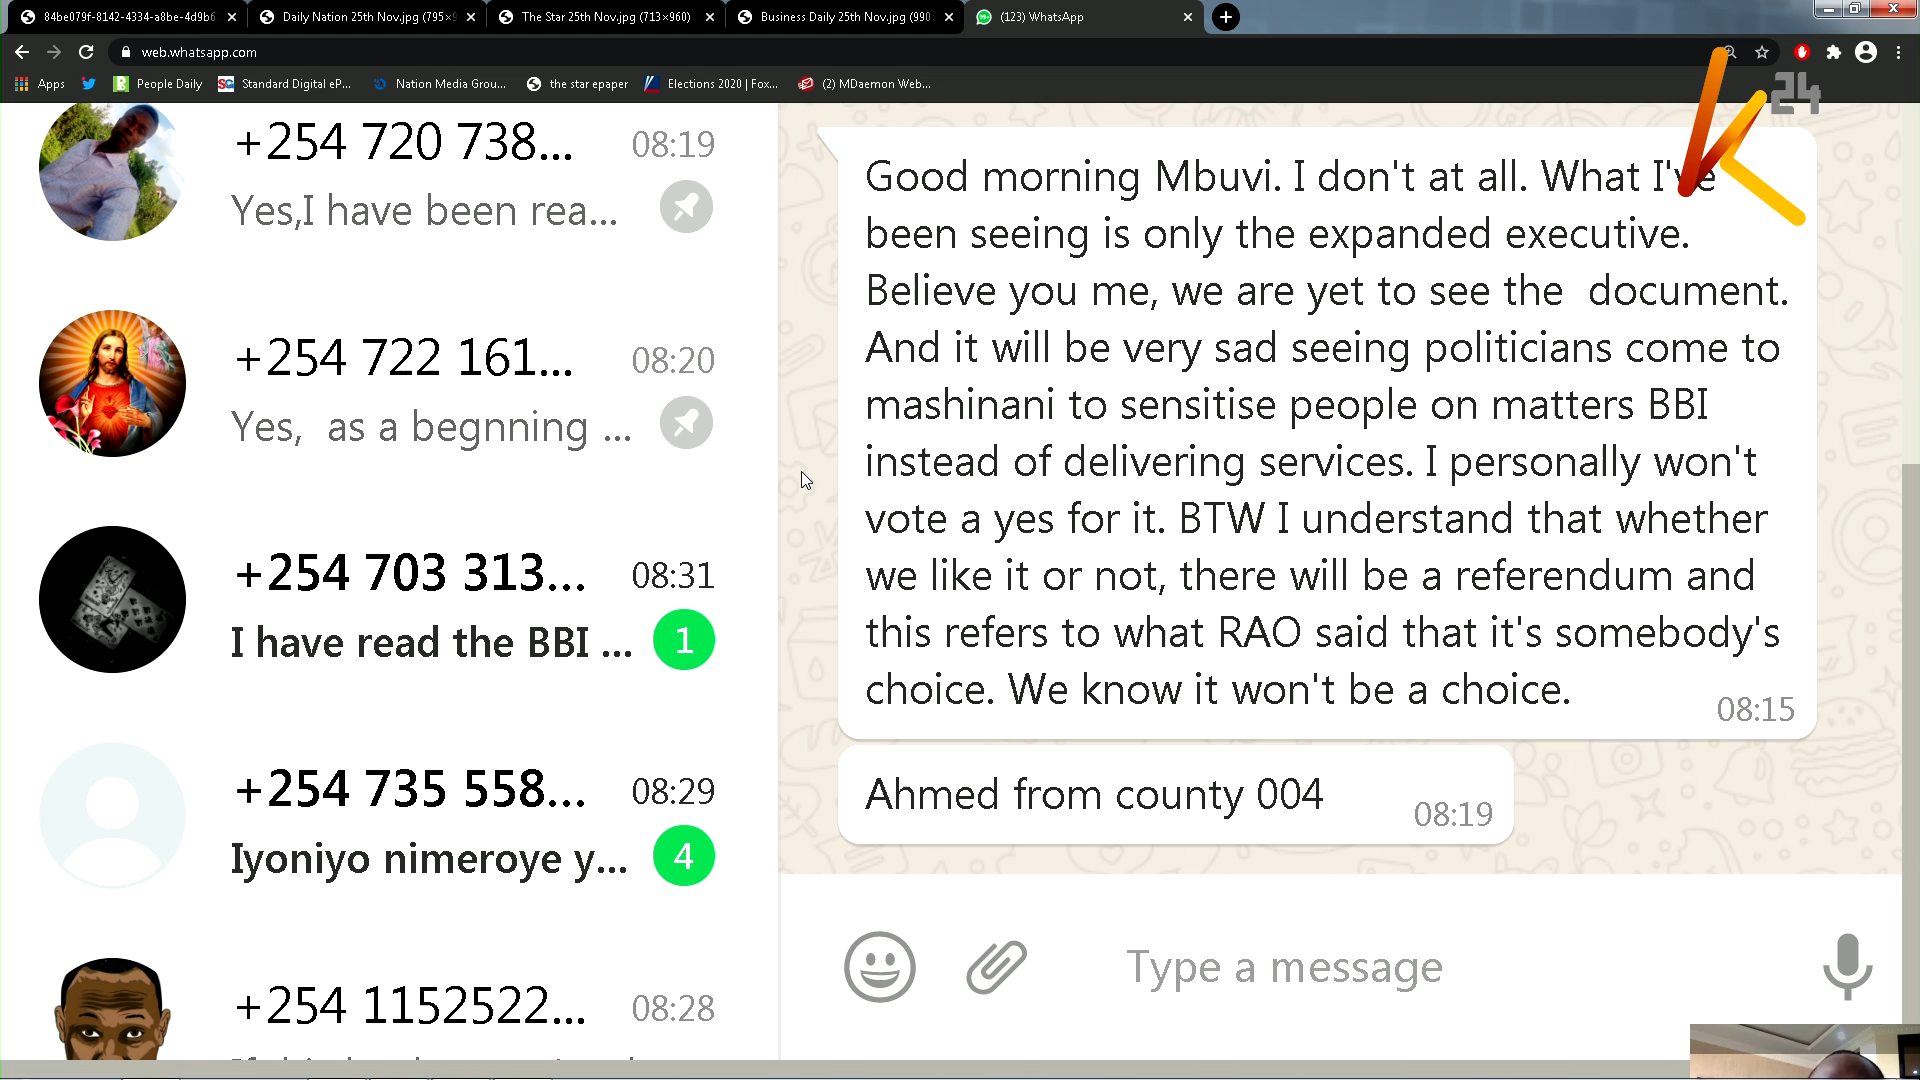 84be079f-8142-4334-a8be-4d9b6
Daily Nation 25th Nov.jpg (795×9
The Star 25th Nov.jpg (713×960)
Business Daily 25th Nov.jpg (990
(123) WhatsApp
web.whatsapp.com
Apps
People Daily
Standard Digital eP...
Nation Media Grou...
the star epaper
Elections 2020 | Fox...
(2) MDaemon Web...
24
+254 720 738... 08:19
Yes,I have been rea...
+254 722 161... 08:20
Yes,  as a begnning ...
+254 703 313... 08:31
I have read the BBI ... 1
+254 735 558... 08:29
Iyoniyo nimeroye y... 4
+254 1152522... 08:28
Good morning Mbuvi. I don't at all. What I've
been seeing is only the expanded executive.
Believe you me, we are yet to see the  document.
And it will be very sad seeing politicians come to
mashinani to sensitise people on matters BBI
instead of delivering services. I personally won't
vote a yes for it. BTW I understand that whether
we like it or not, there will be a referendum and
this refers to what RAO said that it's somebody's
choice. We know it won't be a choice.
08:15
Ahmed from county 004
08:19
Type a message